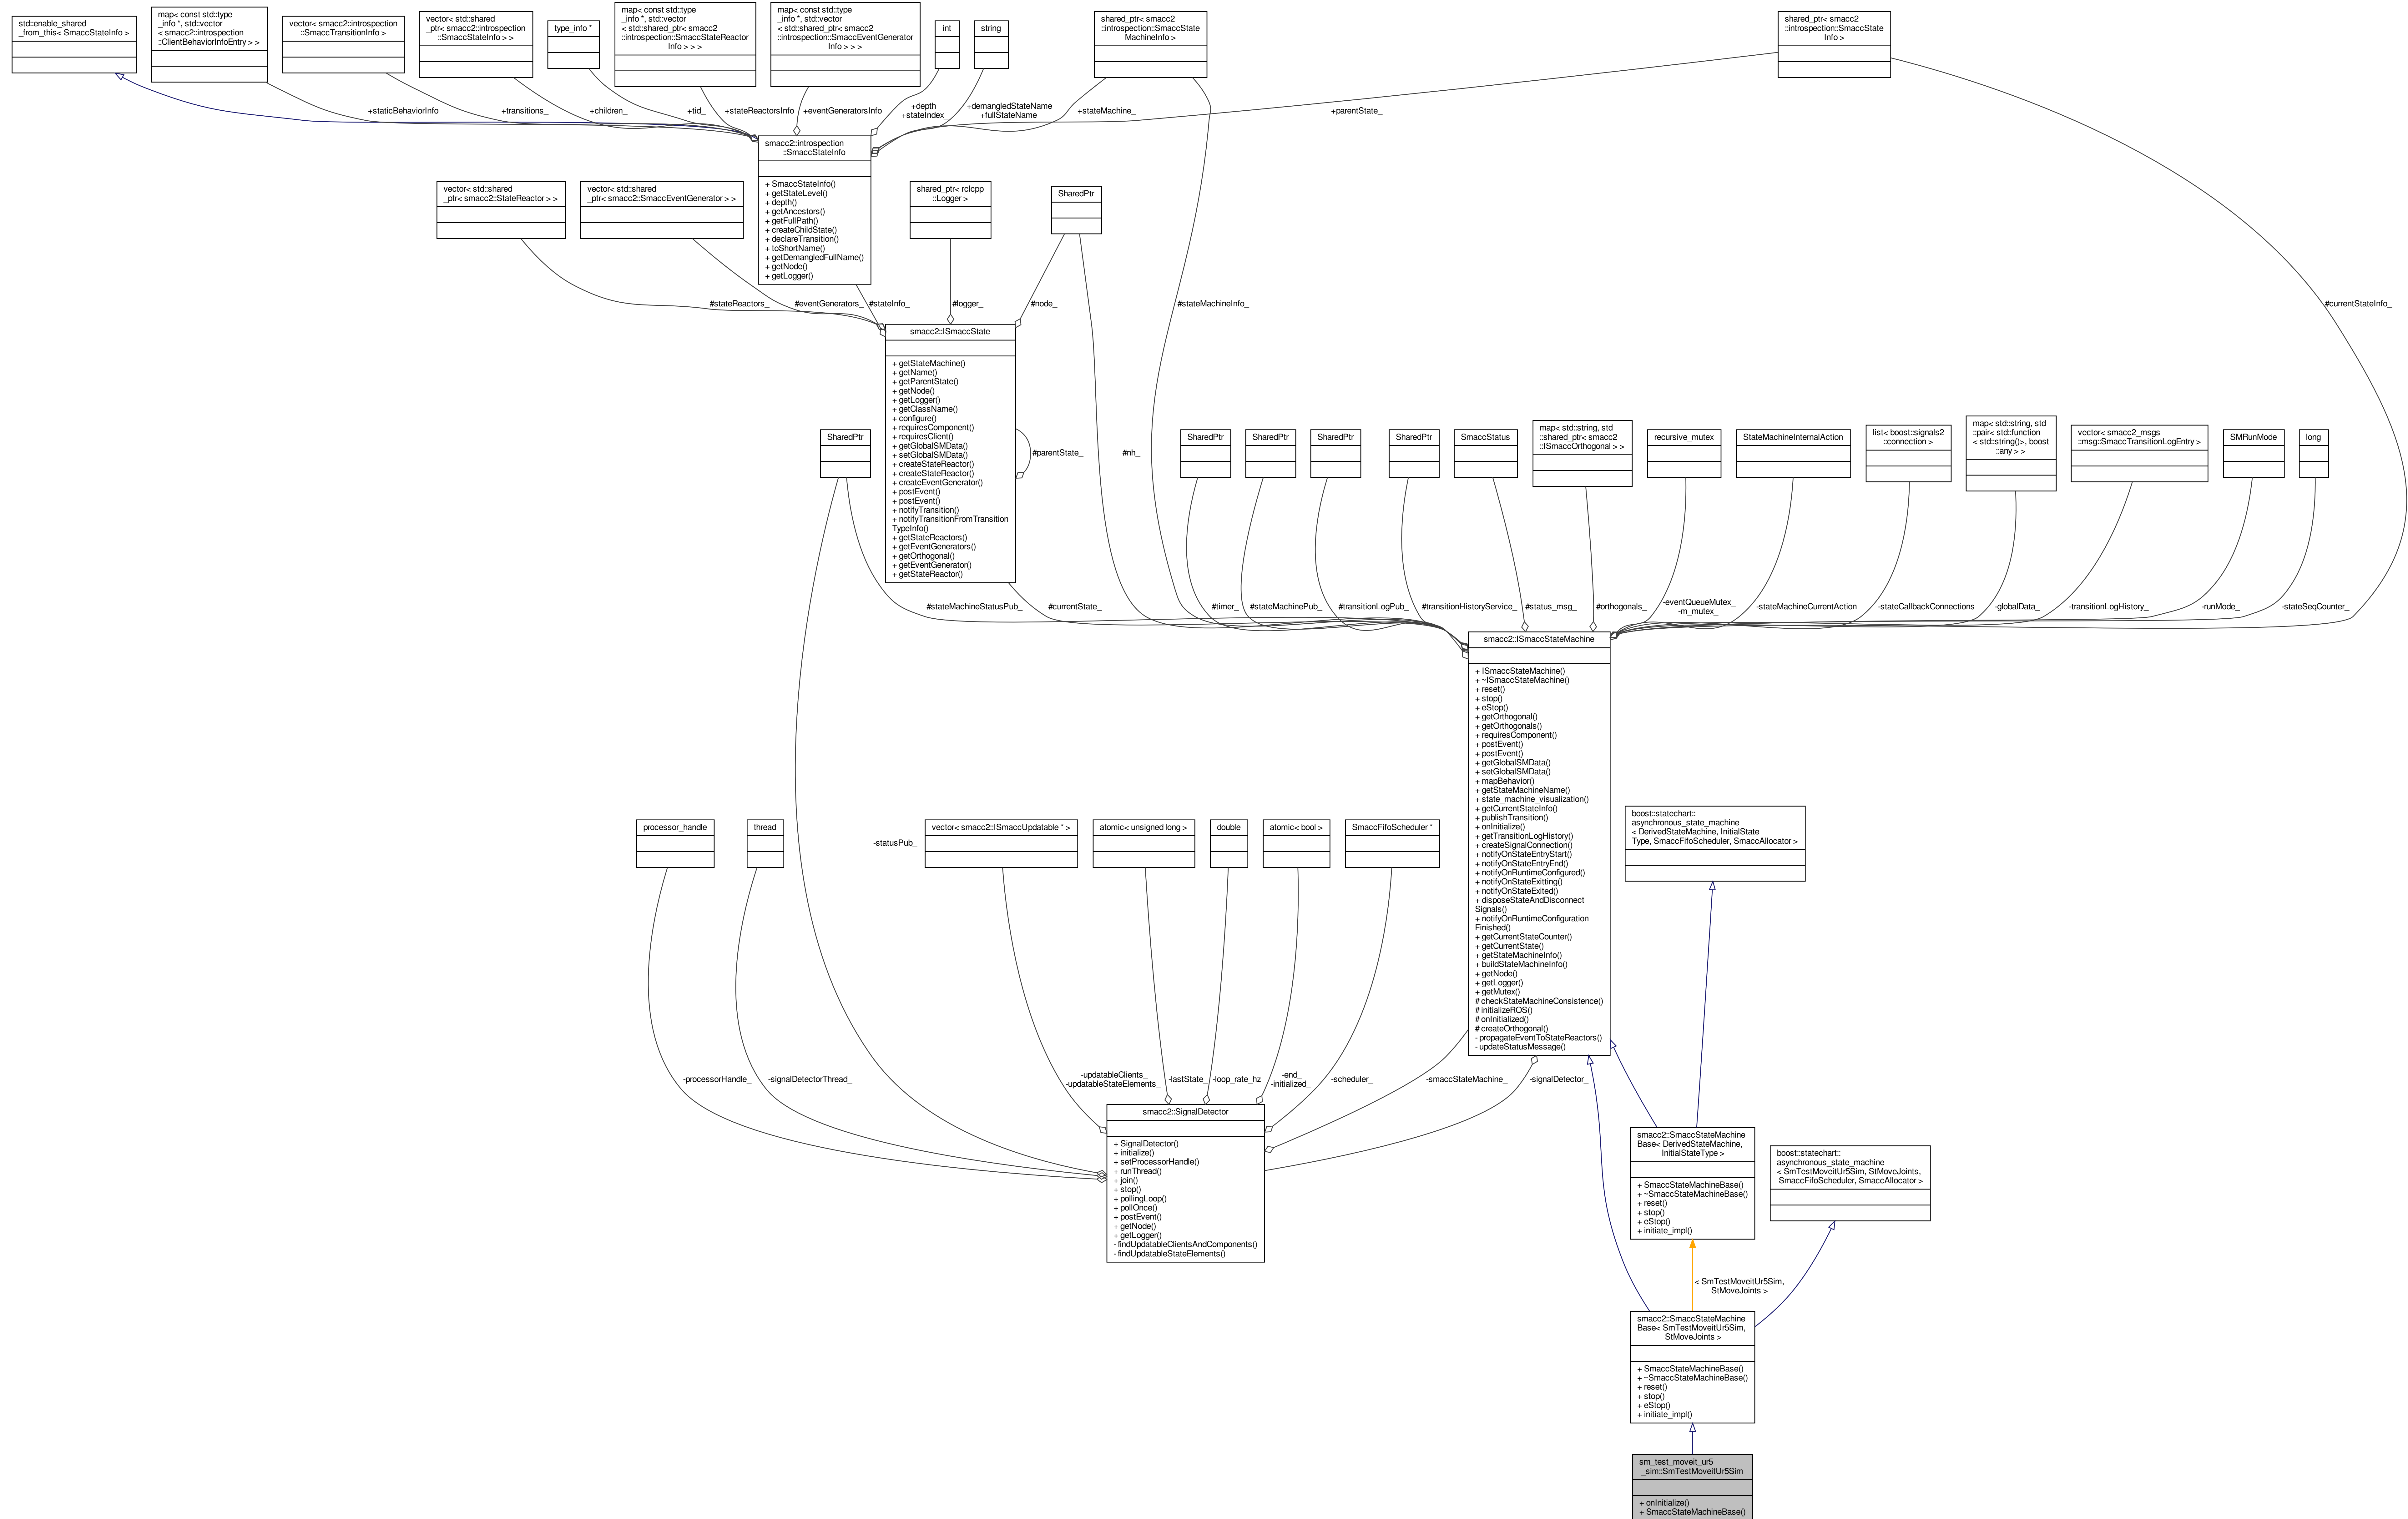 std::enable_shared
_from_this< SmaccStateInfo >
map< const std::type
_info *, std::vector
< smacc2::introspection
::ClientBehaviorInfoEntry > >
vector< smacc2::introspection
::SmaccTransitionInfo >
vector< std::shared
_ptr< smacc2::introspection
::SmaccStateInfo > >
type_info *
map< const std::type
_info *, std::vector
< std::shared_ptr< smacc2
::introspection::SmaccStateReactor
Info > > >
map< const std::type
_info *, std::vector
< std::shared_ptr< smacc2
::introspection::SmaccEventGenerator
Info > > >
int
string
shared_ptr< smacc2
::introspection::SmaccState
MachineInfo >
shared_ptr< smacc2
::introspection::SmaccState
Info >
+staticBehaviorInfo
+transitions_
+children_
+tid_
+stateReactorsInfo
+eventGeneratorsInfo
+depth_
+stateIndex_
+demangledStateName
+fullStateName
+stateMachine_
+parentState_
smacc2::introspection
::SmaccStateInfo
+ SmaccStateInfo()
+ getStateLevel()
+ depth()
+ getAncestors()
+ getFullPath()
+ createChildState()
+ declareTransition()
+ toShortName()
+ getDemangledFullName()
+ getNode()
+ getLogger()
vector< std::shared
_ptr< smacc2::StateReactor > >
vector< std::shared
_ptr< smacc2::SmaccEventGenerator > >
shared_ptr< rclcpp
::Logger >
SharedPtr
#stateReactors_
#eventGenerators_
#stateInfo_
#logger_
#node_
#stateMachineInfo_
#currentStateInfo_
smacc2::ISmaccState
+ getStateMachine()
+ getName()
+ getParentState()
+ getNode()
+ getLogger()
+ getClassName()
+ configure()
+ requiresComponent()
+ requiresClient()
+ getGlobalSMData()
+ setGlobalSMData()
+ createStateReactor()
+ createStateReactor()
+ createEventGenerator()
+ postEvent()
+ postEvent()
+ notifyTransition()
+ notifyTransitionFromTransition
TypeInfo()
+ getStateReactors()
+ getEventGenerators()
+ getOrthogonal()
+ getEventGenerator()
+ getStateReactor()
#parentState_
#nh_
SharedPtr
SharedPtr
SharedPtr
SharedPtr
SharedPtr
SmaccStatus
map< std::string, std
::shared_ptr< smacc2
::ISmaccOrthogonal > >
recursive_mutex
StateMachineInternalAction
list< boost::signals2
::connection >
map< std::string, std
::pair< std::function
< std::string()>, boost
::any > >
vector< smacc2_msgs
::msg::SmaccTransitionLogEntry >
SMRunMode
long
#stateMachineStatusPub_
#currentState_
#timer_
#stateMachinePub_
#transitionLogPub_
#transitionHistoryService_
#status_msg_
#orthogonals_
-eventQueueMutex_
-m_mutex_
-stateMachineCurrentAction
-stateCallbackConnections
-globalData_
-transitionLogHistory_
-runMode_
-stateSeqCounter_
smacc2::ISmaccStateMachine
+ ISmaccStateMachine()
+ ~ISmaccStateMachine()
+ reset()
+ stop()
+ eStop()
+ getOrthogonal()
+ getOrthogonals()
+ requiresComponent()
+ postEvent()
+ postEvent()
+ getGlobalSMData()
+ setGlobalSMData()
+ mapBehavior()
+ getStateMachineName()
+ state_machine_visualization()
+ getCurrentStateInfo()
+ publishTransition()
+ onInitialize()
+ getTransitionLogHistory()
+ createSignalConnection()
+ notifyOnStateEntryStart()
+ notifyOnStateEntryEnd()
+ notifyOnRuntimeConfigured()
+ notifyOnStateExitting()
+ notifyOnStateExited()
+ disposeStateAndDisconnect
Signals()
+ notifyOnRuntimeConfiguration
Finished()
+ getCurrentStateCounter()
+ getCurrentState()
+ getStateMachineInfo()
+ buildStateMachineInfo()
+ getNode()
+ getLogger()
+ getMutex()
# checkStateMachineConsistence()
# initializeROS()
# onInitialized()
# createOrthogonal()
- propagateEventToStateReactors()
- updateStatusMessage()
boost::statechart::
asynchronous_state_machine
< DerivedStateMachine, InitialState
Type, SmaccFifoScheduler, SmaccAllocator >
processor_handle
thread
-statusPub_
vector< smacc2::ISmaccUpdatable * >
atomic< unsigned long >
double
atomic< bool >
SmaccFifoScheduler *
-processorHandle_
-signalDetectorThread_
-updatableClients_
-updatableStateElements_
-lastState_
-loop_rate_hz
-end_
-initialized_
-scheduler_
-smaccStateMachine_
-signalDetector_
smacc2::SignalDetector
+ SignalDetector()
+ initialize()
+ setProcessorHandle()
+ runThread()
+ join()
+ stop()
+ pollingLoop()
+ pollOnce()
+ postEvent()
+ getNode()
+ getLogger()
- findUpdatableClientsAndComponents()
- findUpdatableStateElements()
smacc2::SmaccStateMachine
Base< DerivedStateMachine,
InitialStateType >
+ SmaccStateMachineBase()
+ ~SmaccStateMachineBase()
+ reset()
+ stop()
+ eStop()
+ initiate_impl()
boost::statechart::
asynchronous_state_machine
< SmTestMoveitUr5Sim, StMoveJoints,
SmaccFifoScheduler, SmaccAllocator >
< SmTestMoveitUr5Sim,
StMoveJoints >
smacc2::SmaccStateMachine
Base< SmTestMoveitUr5Sim,
StMoveJoints >
+ SmaccStateMachineBase()
+ ~SmaccStateMachineBase()
+ reset()
+ stop()
+ eStop()
+ initiate_impl()
sm_test_moveit_ur5
_sim::SmTestMoveitUr5Sim
+ onInitialize()
+ SmaccStateMachineBase()